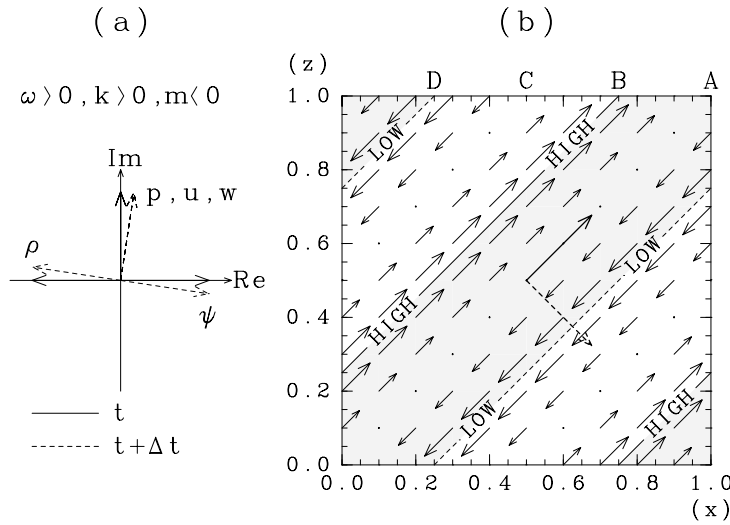 (a)
ω>0,k>0,m<0
Im
p,u,w
ρ
Re
ψ
t
t+Δt
(b)
(z)
D C B A
1.0
0.8
0.6
0.4
0.2
0.0
LOW
HIGH
LOW
HIGH
LOW
HIGH
0.0 0.2 0.4 0.6 0.8 1.0
(x)